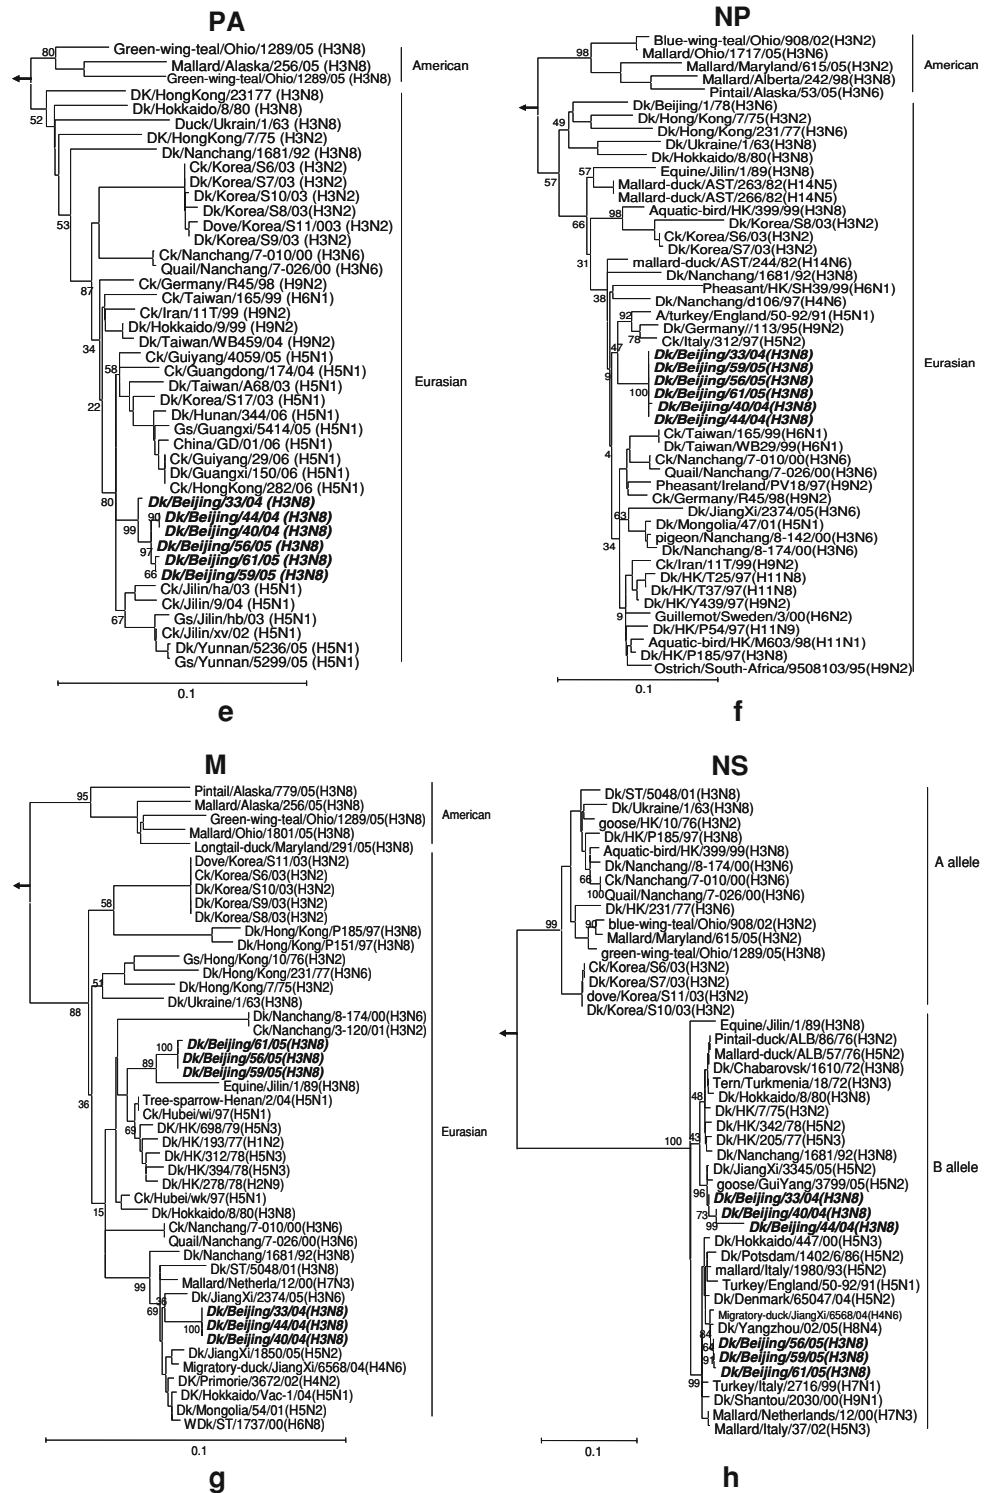 PA
80
Green-wing-teal/Ohio/1289/05 (H3N8)
Mallard/Alaska/256/05 (H3N8)
Green-wing-teal/Ohio/1289/05 (H3N8)
American
52
DK/HongKong/23177 (H3N8)
Dk/Hokkaido/8/80 (H3N8)
Duck/Ukrain/1/63 (H3N8)
DK/HongKong/7/75 (H3N2)
Dk/Nanchang/1681/92 (H3N8)
Ck/Korea/S6/03 (H3N2)
Dk/Korea/S7/03 (H3N2)
Dk/Korea/S10/03 (H3N2)
Dk/Korea/S8/03 (H3N2)
53
Dove/Korea/S11/003 (H3N2)
Dk/Korea/S9/03 (H3N2)
Ck/Nanchang/7-010/00 (H3N6)
Quail/Nanchang/7-026/00 (H3N6)
87
Ck/Germany/R45/98 (H9N2)
Ck/Taiwan/165/99 (H6N1)
Ck/Iran/11T/99 (H9N2)
Dk/Hokkaido/9/99 (H9N2)
34
Dk/Taiwan/WB459/04 (H9N2)
Ck/Guiyang/4059/05 (H5N1)
58
Ck/Guangdong/174/04 (H5N1)
Dk/Taiwan/A68/03 (H5N1)
Eurasian
22
Dk/Korea/S17/03 (H5N1)
Dk/Hunan/344/06 (H5N1)
Gs/Guangxi/5414/05 (H5N1)
China/GD/01/06 (H5N1)
Ck/Guiyang/29/06 (H5N1)
Dk/Guangxi/150/06 (H5N1)
Ck/HongKong/282/06 (H5N1)
80
Dk/Beijing/33/04 (H3N8)
90
Dk/Beijing/44/04 (H3N8)
99
Dk/Beijing/40/04 (H3N8)
97
Dk/Beijing/56/05 (H3N8)
Dk/Beijing/61/05 (H3N8)
66
Dk/Beijing/59/05 (H3N8)
Ck/Jilin/ha/03 (H5N1)
Ck/Jilin/9/04 (H5N1)
67
Gs/Jilin/hb/03 (H5N1)
Ck/Jilin/xv/02 (H5N1)
Dk/Yunnan/5236/05 (H5N1)
Gs/Yunnan/5299/05 (H5N1)
0.1
e
NP
98
Blue-wing-teal/Ohio/908/02(H3N2)
Mallard/Ohio/1717/05(H3N6)
Mallard/Maryland/615/05(H3N2)
Mallard/Alberta/242/98(H3N8)
Pintail/Alaska/53/05(H3N6)
American
Dk/Beijing/1/78(H3N6)
49
Dk/Hong/Kong/7/75(H3N2)
Dk/Hong/Kong/231/77(H3N6)
Dk/Ukraine/1/63(H3N8)
Dk/Hokkaido/8/80(H3N8)
57
57
Equine/Jilin/1/89(H3N8)
Mallard-duck/AST/263/82(H14N5)
Mallard-duck/AST/266/82(H14N5)
66
98
Aquatic-bird/HK/399/99(H3N8)
Dk/Korea/S8/03(H3N2)
Ck/Korea/S6/03(H3N2)
Dk/Korea/S7/03(H3N2)
31
mallard-duck/AST/244/82(H14N6)
Dk/Nanchang/1681/92(H3N8)
Pheasant/HK/SH39/99(H6N1)
38
Dk/Nanchang/d106/97(H4N6)
92
A/turkey/England/50-92/91(H5N1)
Dk/Germany//113/95(H9N2)
78
Ck/Italy/312/97(H5N2)
47
Dk/Beijing/33/04(H3N8)
Dk/Beijing/59/05(H3N8)
9
Dk/Beijing/56/05(H3N8)
100
Dk/Beijing/61/05(H3N8)
Dk/Beijing/40/04(H3N8)
Dk/Beijing/44/04(H3N8)
Eurasian
Ck/Taiwan/165/99(H6N1)
Dk/Taiwan/WB29/99(H6N1)
4
Ck/Nanchang/7-010/00(H3N6)
Quail/Nanchang/7-026/00(H3N6)
Pheasant/Ireland/PV18/97(H9N2)
Ck/Germany/R45/98(H9N2)
63
Dk/JiangXi/2374/05(H3N6)
Dk/Mongolia/47/01(H5N1)
34
pigeon/Nanchang/8-142/00(H3N6)
Dk/Nanchang/8-174/00(H3N6)
Ck/Iran/11T/99(H9N2)
Dk/HK/T25/97(H11N8)
Dk/HK/T37/97(H11N8)
Dk/HK/Y439/97(H9N2)
9
Guillemot/Sweden/3/00(H6N2)
Dk/HK/P54/97(H11N9)
Aquatic-bird/HK/M603/98(H11N1)
Dk/HK/P185/97(H3N8)
Ostrich/South-Africa/9508103/95(H9N2)
0.1
f
M
95
Pintail/Alaska/779/05(H3N8)
Mallard/Alaska/256/05(H3N8)
Green-wing-teal/Ohio/1289/05(H3N8)
Mallard/Ohio/1801/05(H3N8)
Longtail-duck/Maryland/291/05(H3N8)
American
Dove/Korea/S11/03(H3N2)
Ck/Korea/S6/03(H3N2)
Dk/Korea/S10/03(H3N2)
58
Dk/Korea/S9/03(H3N2)
Dk/Korea/S8/03(H3N2)
Dk/Hong/Kong/P185/97(H3N8)
Dk/Hong/Kong/P151/97(H3N8)
Gs/Hong/Kong/10/76(H3N2)
Dk/Hong/Kong/231/77(H3N6)
51
Dk/Hong/Kong/7/75(H3N2)
Dk/Ukraine/1/63(H3N8)
88
Dk/Nanchang/8-174/00(H3N6)
Ck/Nanchang/3-120/01(H3N2)
100
Dk/Beijing/61/05(H3N8)
Dk/Beijing/56/05(H3N8)
89
Dk/Beijing/59/05(H3N8)
Equine/Jilin/1/89(H3N8)
36
Tree-sparrow-Henan/2/04(H5N1)
Ck/Hubei/wi/97(H5N1)
69
DK/HK/698/79(H5N3)
Dk/HK/193/77(H1N2)
Dk/HK/312/78(H5N3)
Dk/HK/394/78(H5N3)
Dk/HK/278/78(H2N9)
Eurasian
Ck/Hubei/wk/97(H5N1)
15
Dk/Hokkaido/8/80(H3N8)
Ck/Nanchang/7-010/00(H3N6)
Quail/Nanchang/7-026/00(H3N6)
Dk/Nanchang/1681/92(H3N8)
Dk/ST/5048/01(H3N8)
99
Mallard/Netherla/12/00(H7N3)
36
Dk/JiangXi/2374/05(H3N6)
69
Dk/Beijing/33/04(H3N8)
100
Dk/Beijing/44/04(H3N8)
Dk/Beijing/40/04(H3N8)
Dk/JiangXi/1850/05(H5N2)
Migratory-duck/JiangXi/6568/04(H4N6)
DK/Primorie/3672/02(H4N2)
DK/Hokkaido/Vac-1/04(H5N1)
Dk/Mongolia/54/01(H5N2)
WDk/ST/1737/00(H6N8)
0.1
g
NS
Dk/ST/5048/01(H3N8)
Dk/Ukraine/1/63(H3N8)
goose/HK/10/76(H3N2)
Dk/HK/P185/97(H3N8)
Aquatic-bird/HK/399/99(H3N8)
Dk/Nanchang//8-174/00(H3N6)
66
Ck/Nanchang/7-010/00(H3N6)
100
Quail/Nanchang/7-026/00(H3N6)
A allele
Dk/HK/231/77(H3N6)
99
90
blue-wing-teal/Ohio/908/02(H3N2)
Mallard/Maryland/615/05(H3N2)
green-wing-teal/Ohio/1289/05(H3N8)
Ck/Korea/S6/03(H3N2)
Dk/Korea/S7/03(H3N2)
dove/Korea/S11/03(H3N2)
Dk/Korea/S10/03(H3N2)
Equine/Jilin/1/89(H3N8)
Pintail-duck/ALB/86/76(H3N2)
Mallard-duck/ALB/57/76(H5N2)
Dk/Chabarovsk/1610/72(H3N8)
Tern/Turkmenia/18/72(H3N3)
48
Dk/Hokkaido/8/80(H3N8)
Dk/HK/7/75(H3N2)
Dk/HK/342/78(H5N2)
100
43
Dk/HK/205/77(H5N3)
Dk/Nanchang/1681/92(H3N8)
Dk/JiangXi/3345/05(H5N2)
B allele
goose/GuiYang/3799/05(H5N2)
96
Dk/Beijing/33/04(H3N8)
73
Dk/Beijing/40/04(H3N8)
99
Dk/Beijing/44/04(H3N8)
Dk/Hokkaido/447/00(H5N3)
Dk/Potsdam/1402/6/86(H5N2)
mallard/Italy/1980/93(H5N2)
Turkey/England/50-92/91(H5N1)
Dk/Denmark/65047/04(H5N2)
Migratory-duck/JiangXi/6568/04(H4N6)
84
Dk/Yangzhou/02/05(H8N4)
64
Dk/Beijing/56/05(H3N8)
91
Dk/Beijing/59/05(H3N8)
Dk/Beijing/61/05(H3N8)
99
Turkey/Italy/2716/99(H7N1)
Dk/Shantou/2030/00(H9N1)
Mallard/Netherlands/12/00(H7N3)
Mallard/Italy/37/02(H5N3)
0.1
h